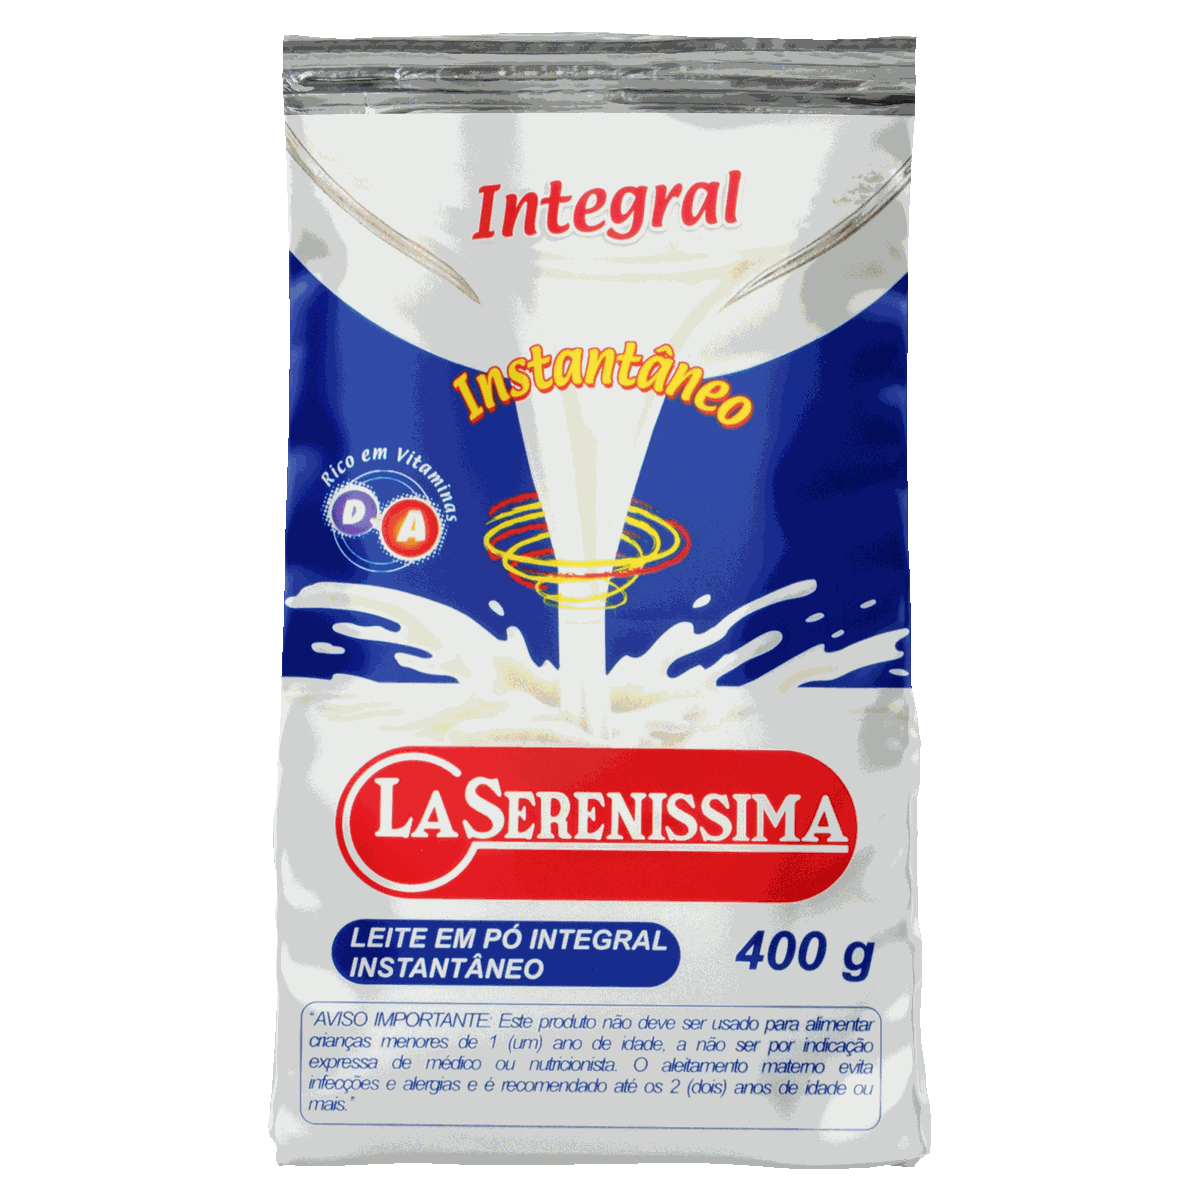 Integral
Instantâneo
Rico em Vitaminas
D A
LA SERENISSIMA
LEITE EM PÓ INTEGRAL
INSTANTÂNEO
400 g
"AVISO IMPORTANTE: Este produto não deve ser usado para alimentar
crianças menores de 1 (um) ano de idade, a não ser por indicação
expressa de médico ou nutricionista. O aleitamento materno evita
infecções e alergias e é recomendado até os 2 (dois) anos de idade ou
mais."